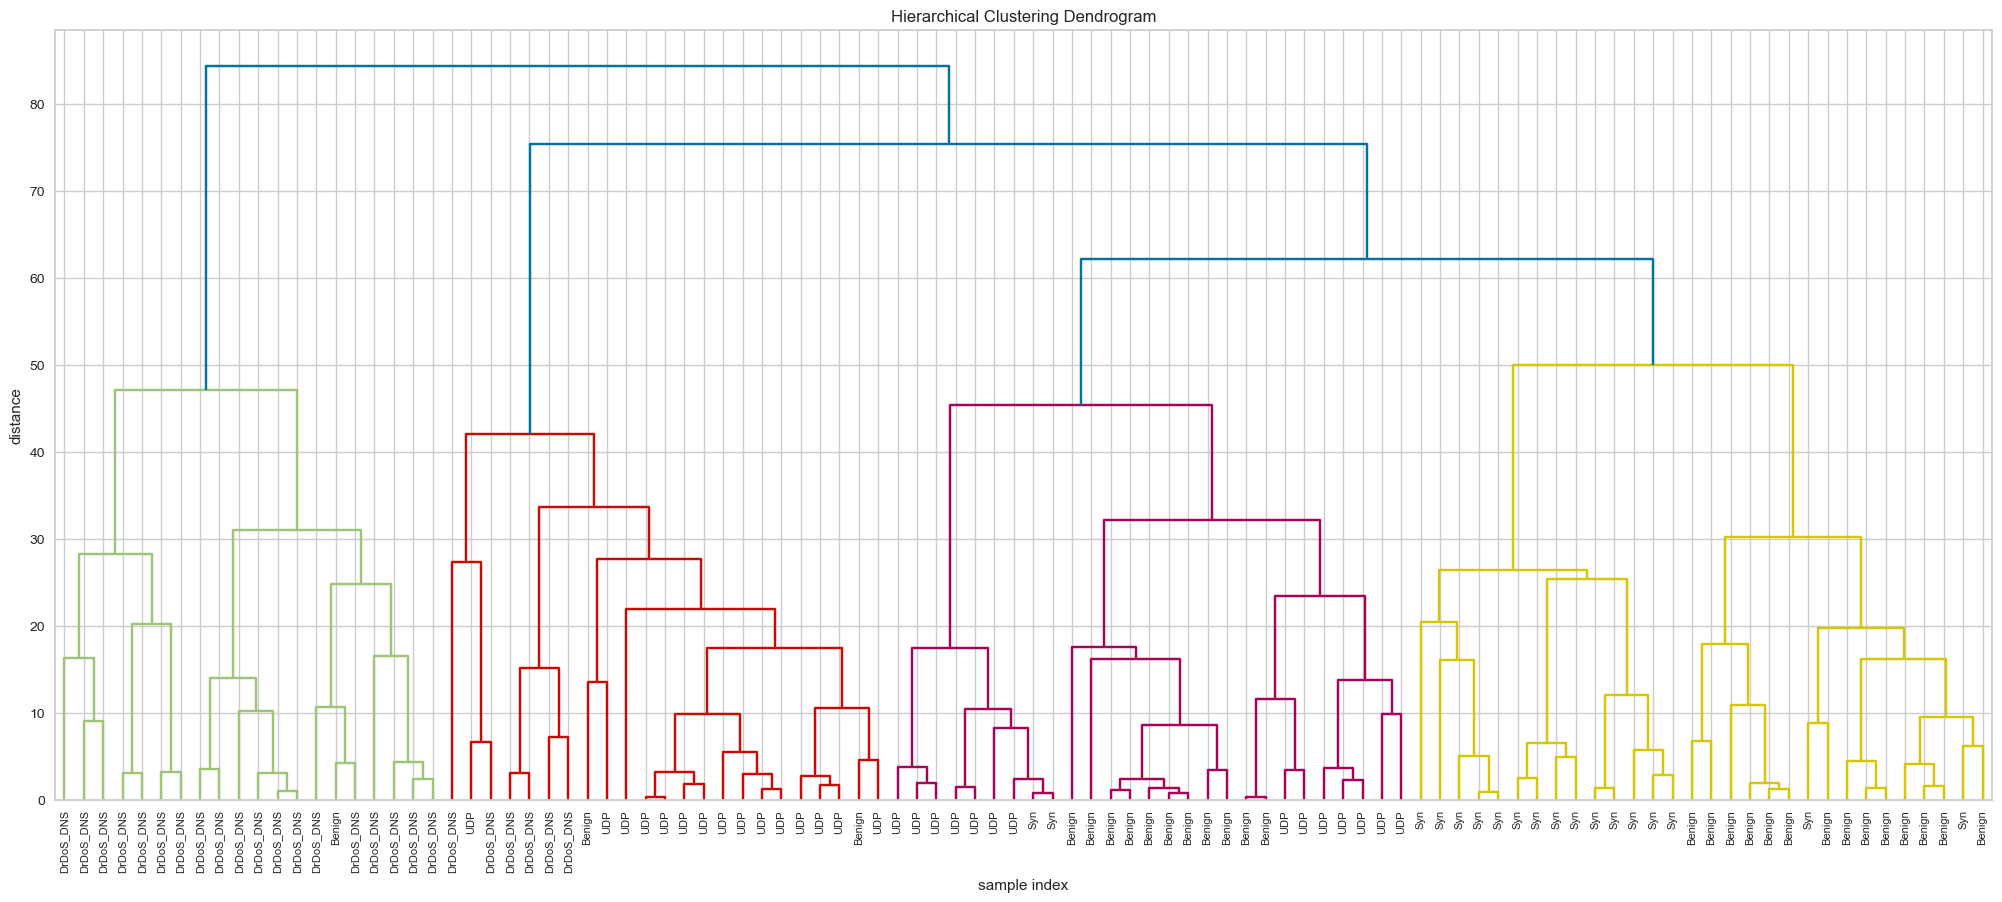 Hierarchical Clustering Dendrogram
distance
80
70
60
50
40
30
20
10
0
DrDoS_DNS
DrDoS_DNS
DrDoS_DNS
DrDoS_DNS
DrDoS_DNS
DrDoS_DNS
DrDoS_DNS
DrDoS_DNS
DrDoS_DNS
DrDoS_DNS
DrDoS_DNS
DrDoS_DNS
DrDoS_DNS
DrDoS_DNS
Benign
DrDoS_DNS
DrDoS_DNS
DrDoS_DNS
DrDoS_DNS
DrDoS_DNS
DrDoS_DNS
UDP
DrDoS_DNS
DrDoS_DNS
DrDoS_DNS
DrDoS_DNS
DrDoS_DNS
Benign
UDP
UDP
UDP
UDP
UDP
UDP
UDP
UDP
UDP
UDP
UDP
UDP
UDP
Benign
UDP
UDP
UDP
UDP
UDP
UDP
UDP
UDP
Syn
Syn
Benign
Benign
Benign
Benign
Benign
Benign
Benign
Benign
Benign
Benign
Benign
UDP
UDP
UDP
UDP
UDP
UDP
UDP
Syn
Syn
Syn
Syn
Syn
Syn
Syn
Syn
Syn
Syn
Syn
Syn
Syn
Syn
Benign
Benign
Benign
Benign
Benign
Benign
Syn
Benign
Benign
Benign
Benign
Benign
Benign
Benign
Syn
Benign
sample index